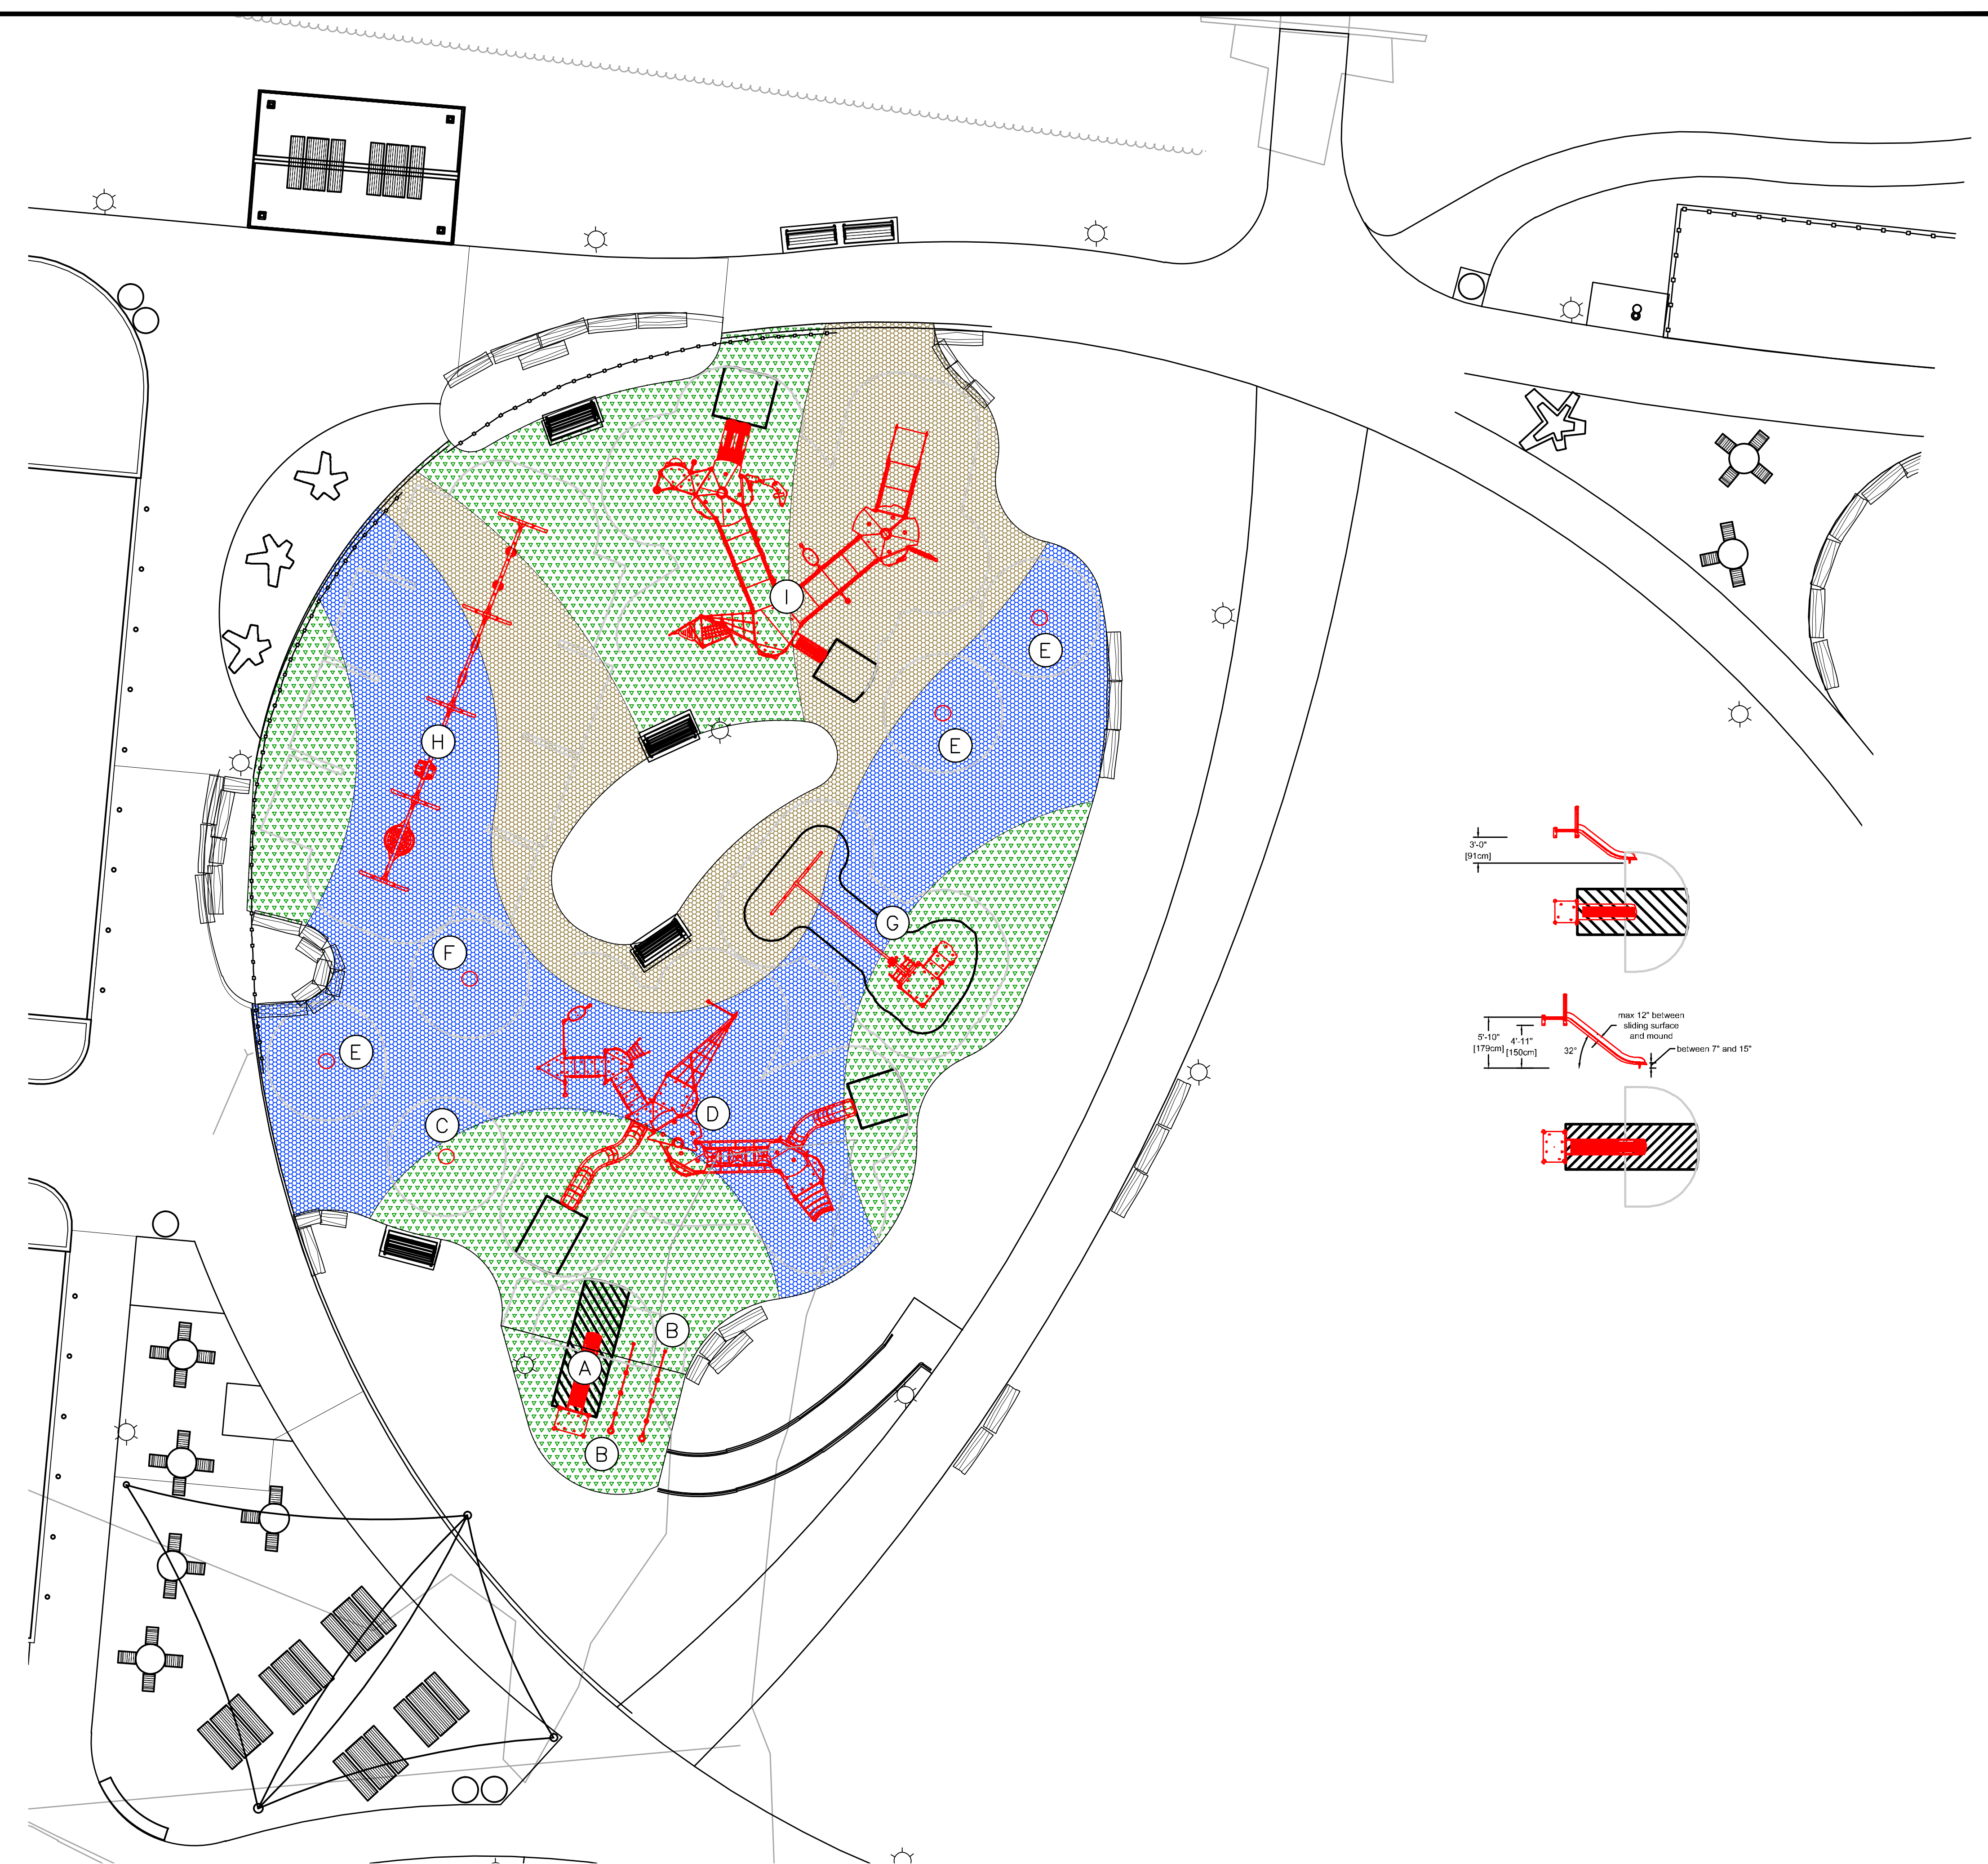 I
E
H
E
3'-0"
[91cm]
G
F
max 12" between
sliding surface
and mound
5'-10"
[179cm]
4'-11"
[150cm]
32°
between 7" and 15"
E
D
C
B
A
B